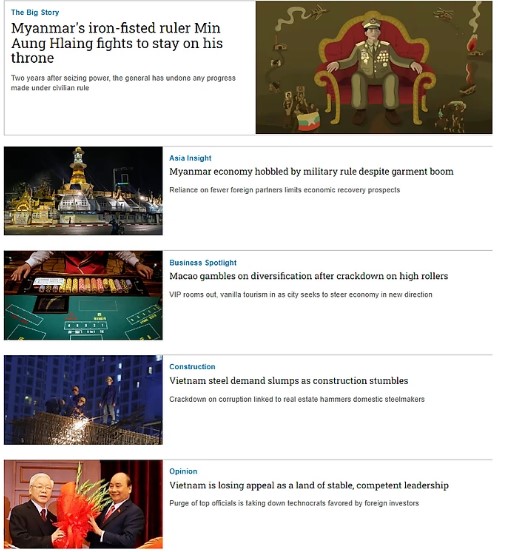 The Big Story
Myanmar's iron-fisted ruler Min
Aung Hlaing fights to stay on his
throne
Two years after seizing power, the general has undone any progress
made under civilian rule
Asia Insight
Myanmar economy hobbled by military rule despite garment boom
Reliance on fewer foreign partners limits economic recovery prospects
Business Spotlight
Macao gambles on diversification after crackdown on high rollers
VIP rooms out, vanilla tourism in as city seeks to steer economy in new direction
Construction
Vietnam steel demand slumps as construction stumbles
Crackdown on corruption linked to real estate hammers domestic steelmakers
Opinion
Vietnam is losing appeal as a land of stable, competent leadership
Purge of top officials is taking down technocrats favored by foreign investors